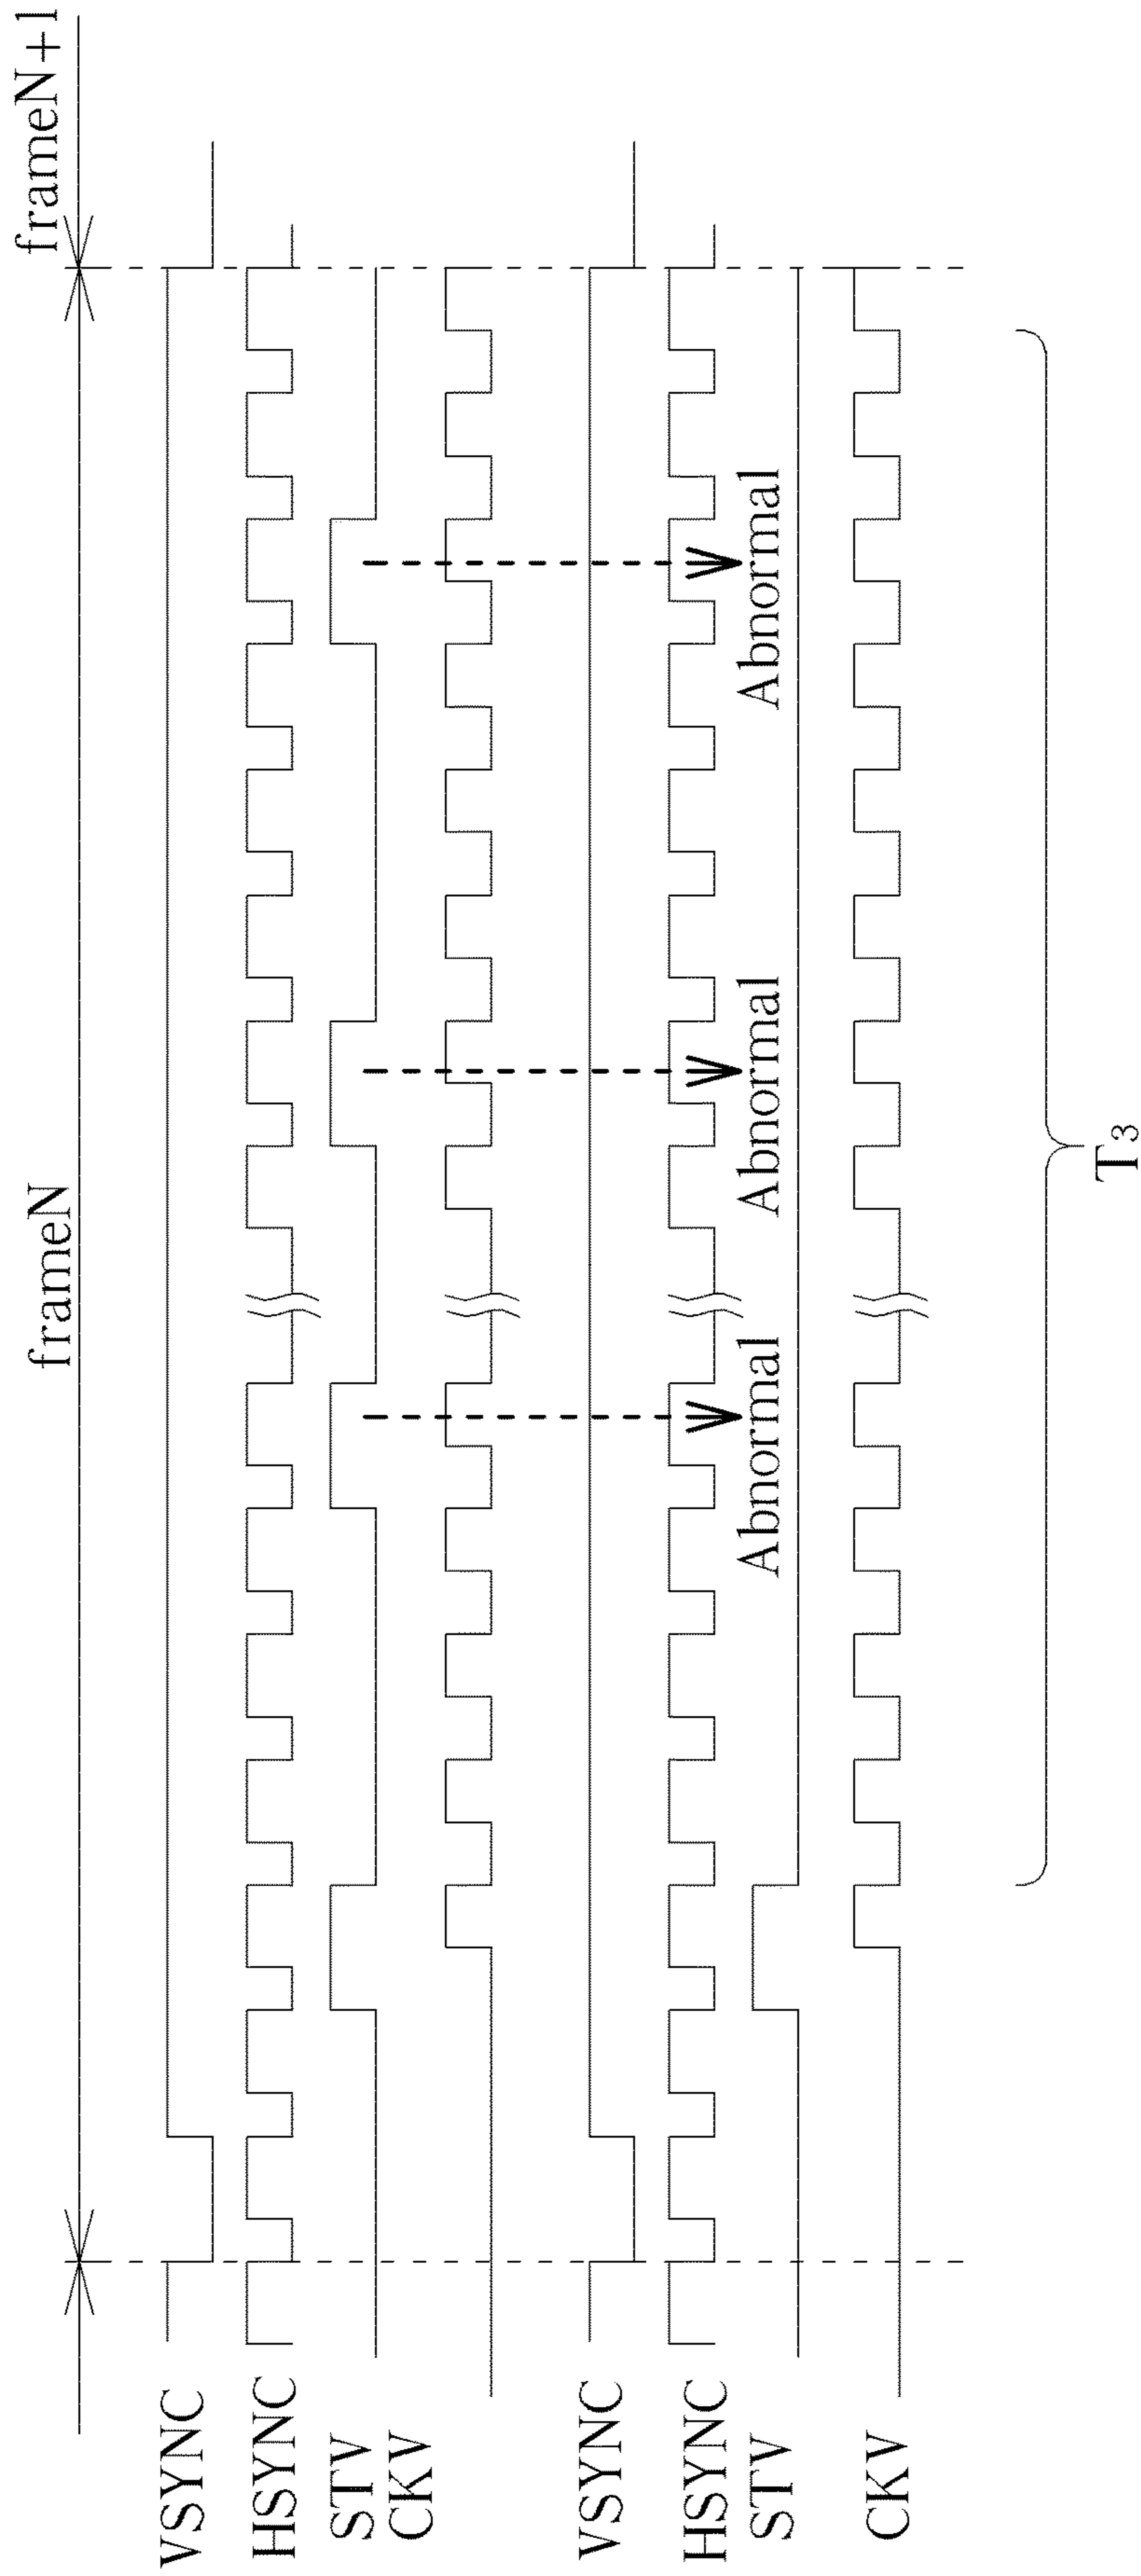 frameN
frameN+1
VSYNC
HSYNC
STV
CKV
VSYNC
HSYNC
STV
Abnormal
Abnormal
Abnormal
CKV
T3